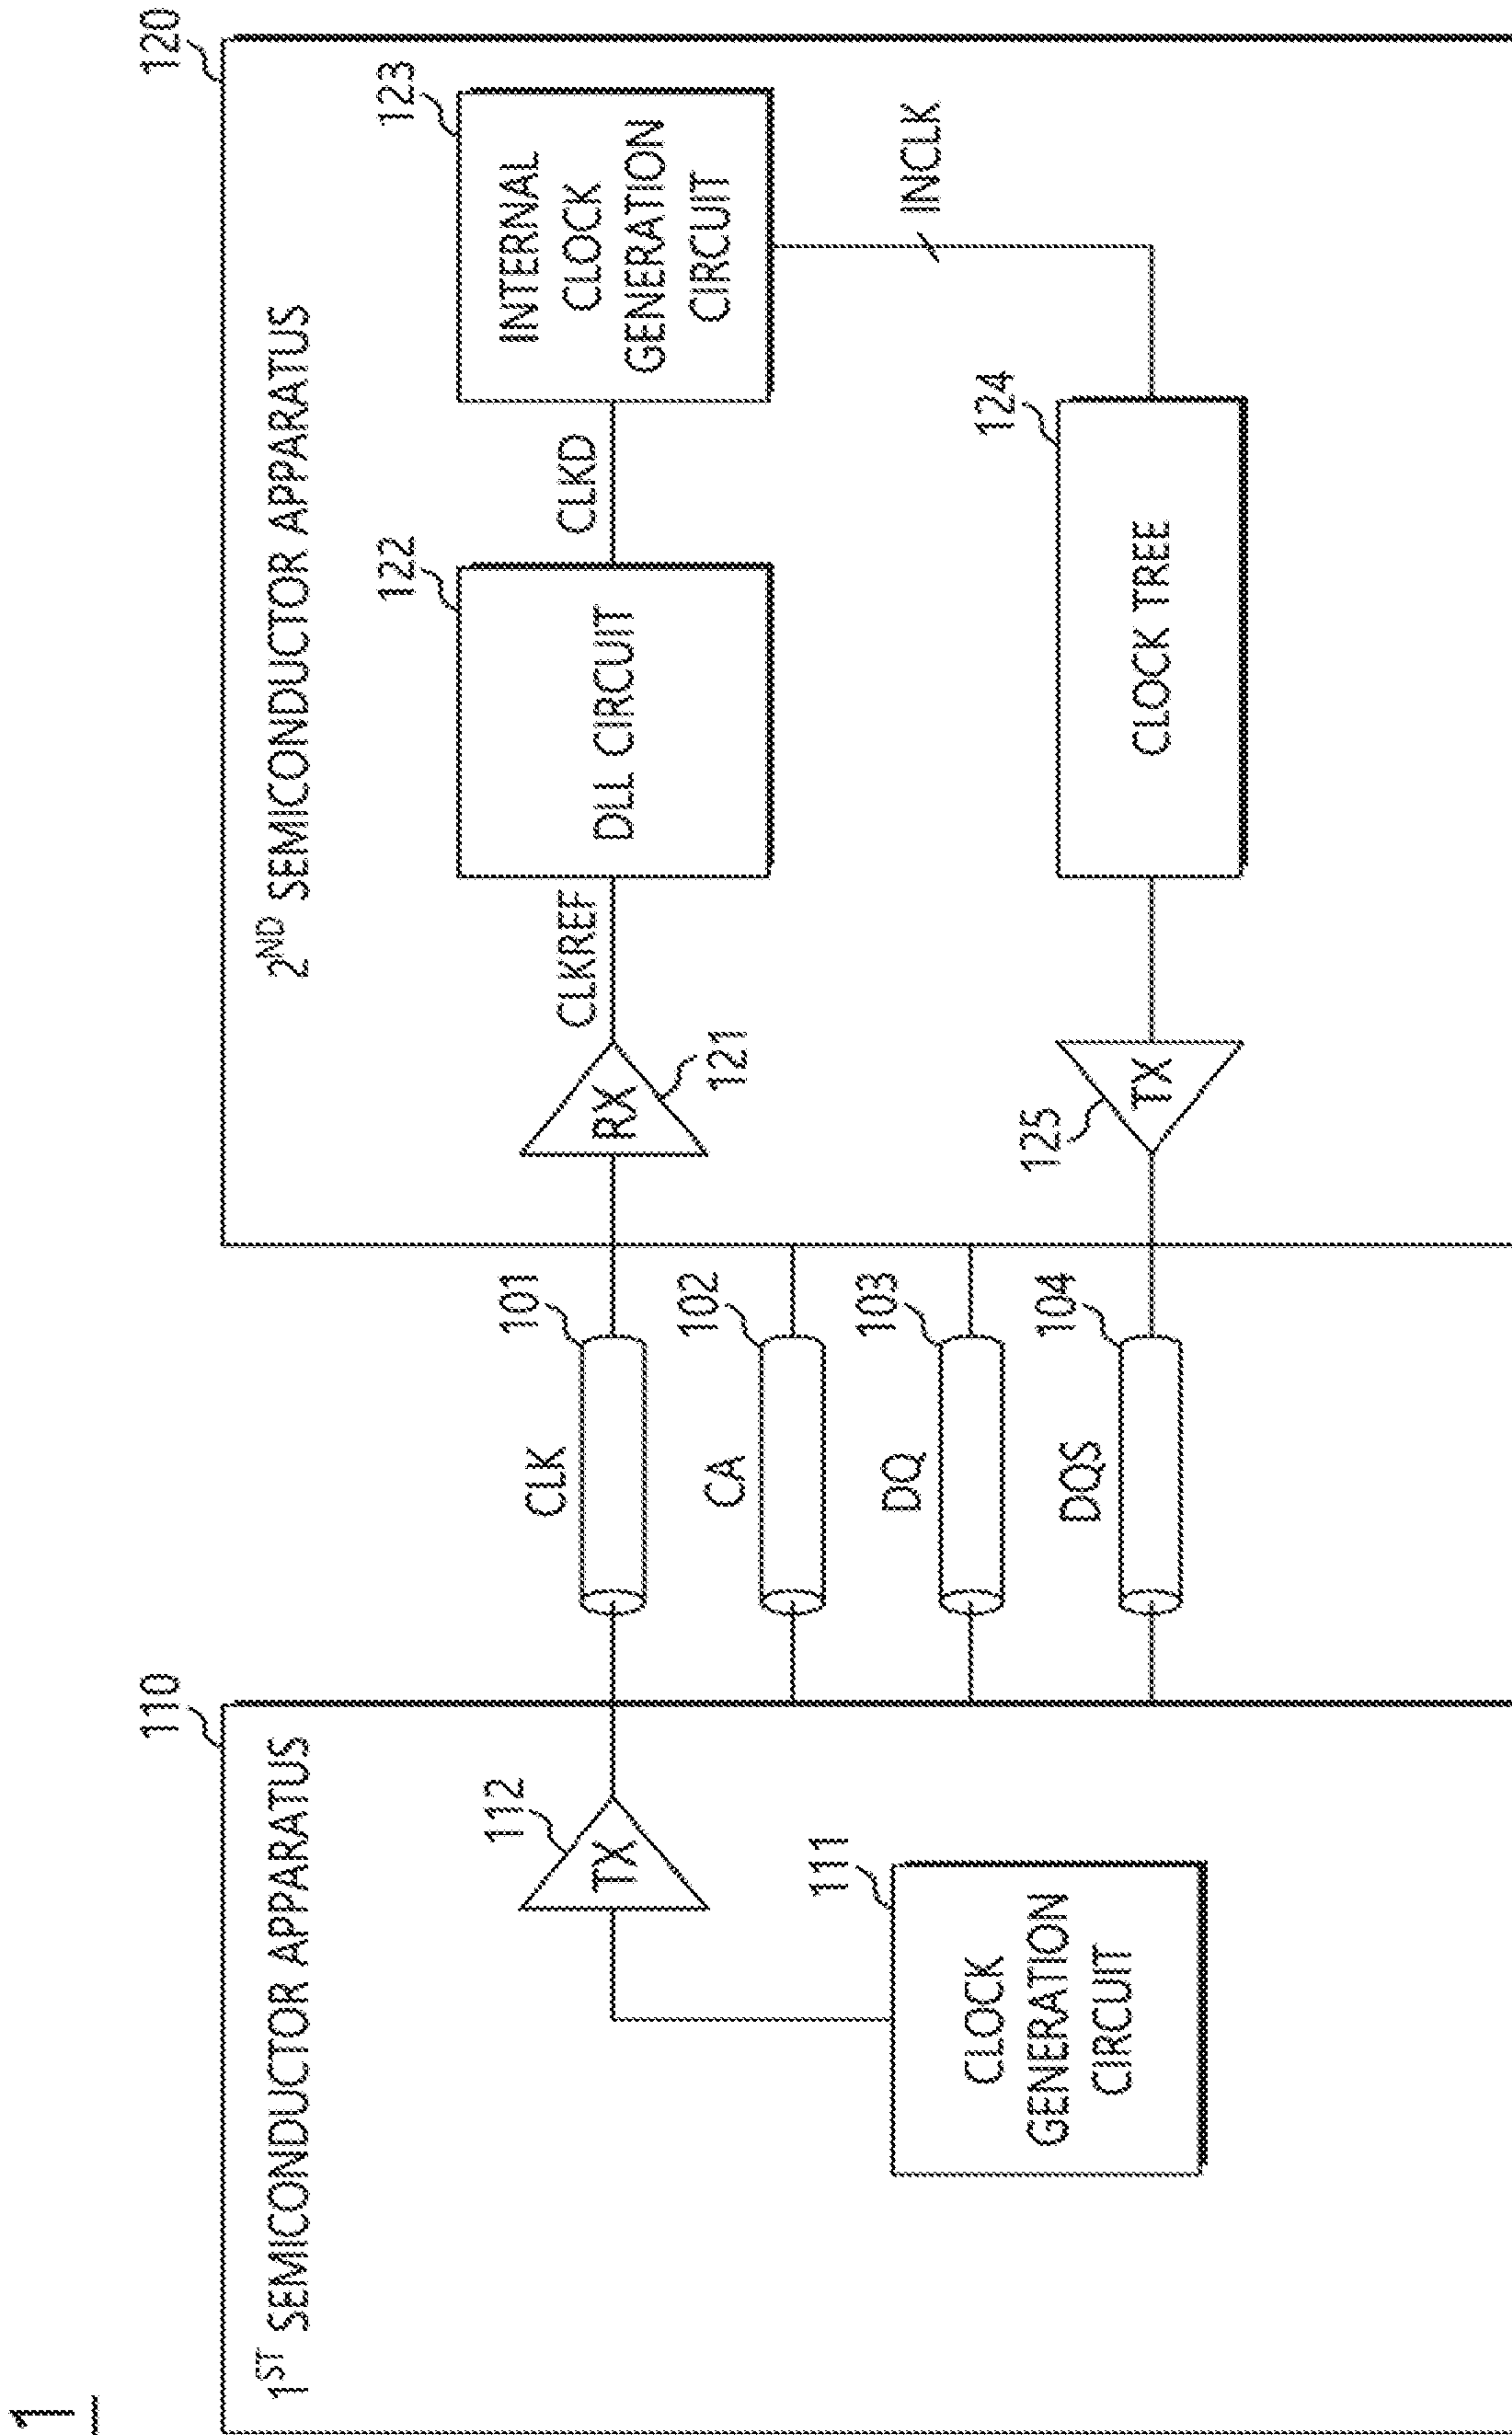 1
110
1ST SEMICONDUCTOR APPARATUS
112
TX
111
CLOCK
GENERATION
CIRCUIT
CLK
101
CA
102
DQ
103
DQS
104
120
2ND SEMICONDUCTOR APPARATUS
RX
121
CLKREF
122
DLL CIRCUIT
CLKD
123
INTERNAL
CLOCK
GENERATION
CIRCUIT
INCLK
124
CLOCK TREE
125
TX